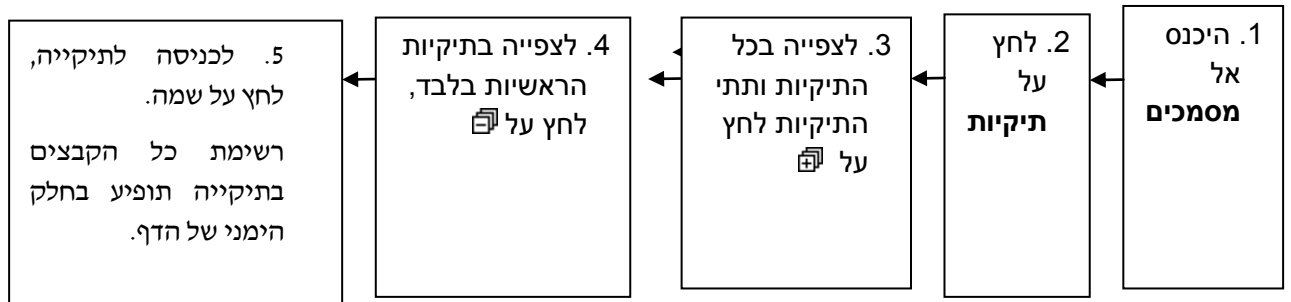 1. היכנס
אל
מסמכים
2. לחץ
על
תיקיות
3. לצפייה בכל
התיקיות ותתי
התיקיות לחץ
על
4. לצפייה בתיקיות
הראשיות בלבד,
לחץ על
5. לכניסה לתיקייה,
לחץ על שמה.
רשימת כל הקבצים
בתיקייה תופיע בחלק
הימני של הדף.